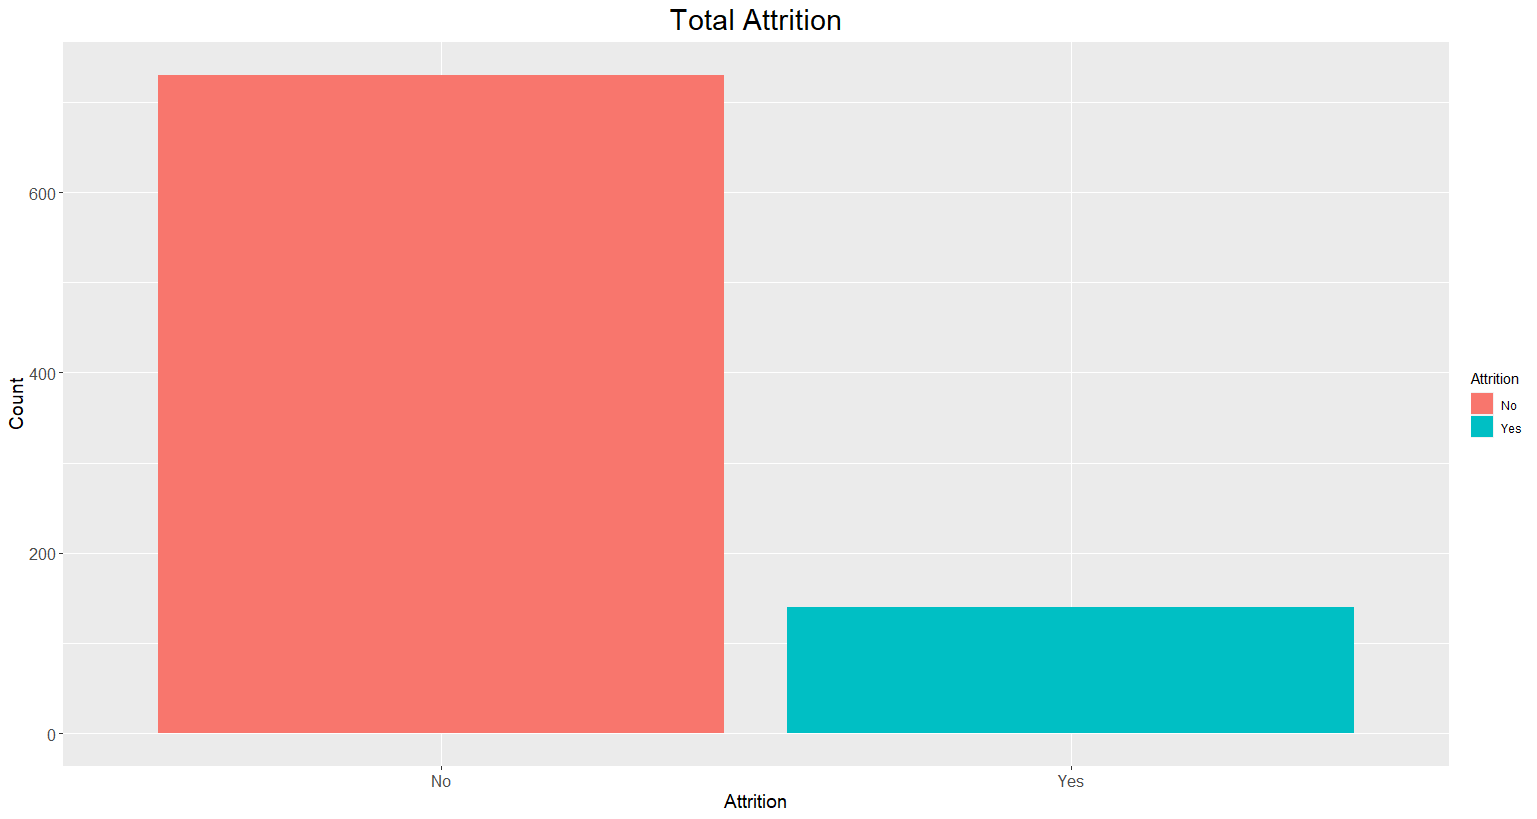 Total Attrition
Count
600
400
200
0
No
Yes
Attrition
Attrition
No
Yes